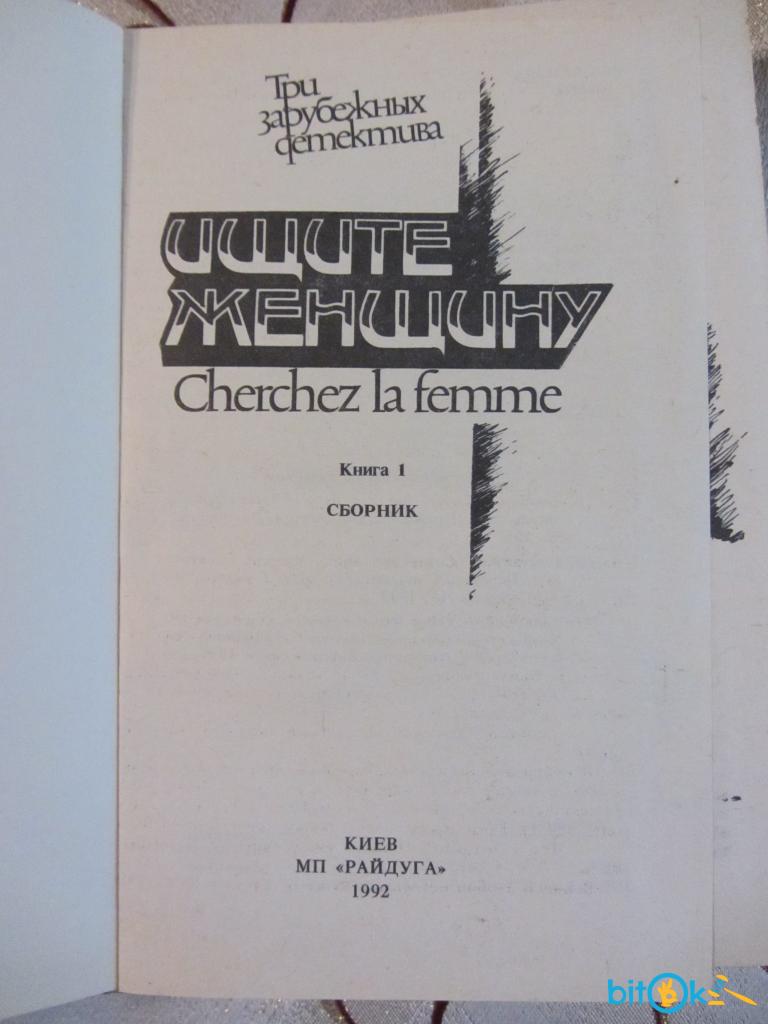 Три
зарубежных
детектива
ИЩИТЕ
ЖЕНЩИНУ
Cherchez la femme
Книга 1
СБОРНИК
КИЕВ
МП «РАЙДУГА»
1992
bitOk